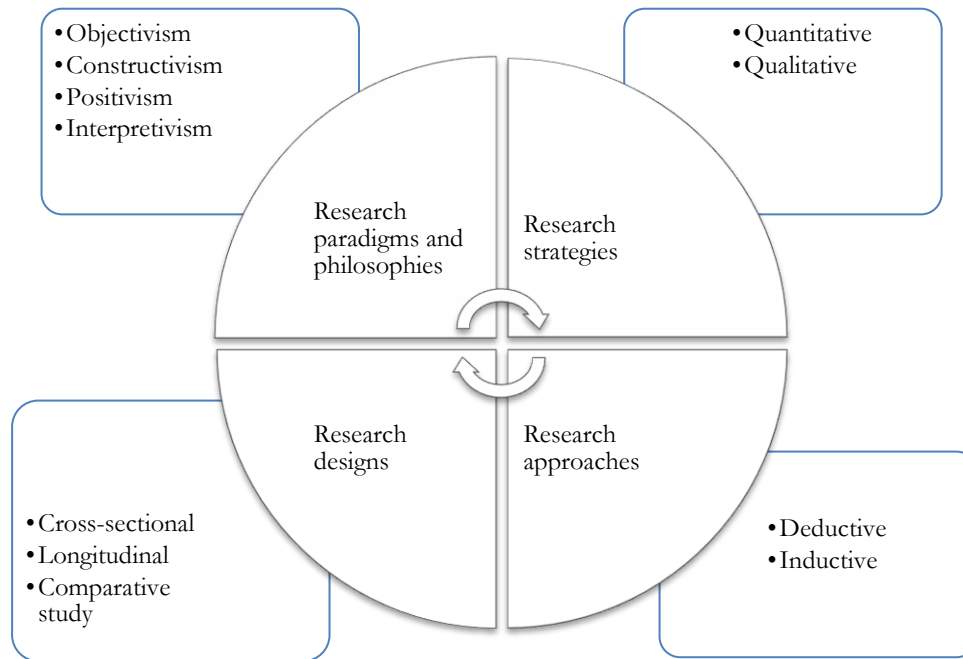 •Objectivism
•Constructivism
•Positivism
•Interpretivism
•Quantitative
•Qualitative
Research
paradigms and
philosophies
Research
strategies
Research
designs
Research
approaches
•Cross-sectional
•Longitudinal
•Comparative
study
•Deductive
•Inductive